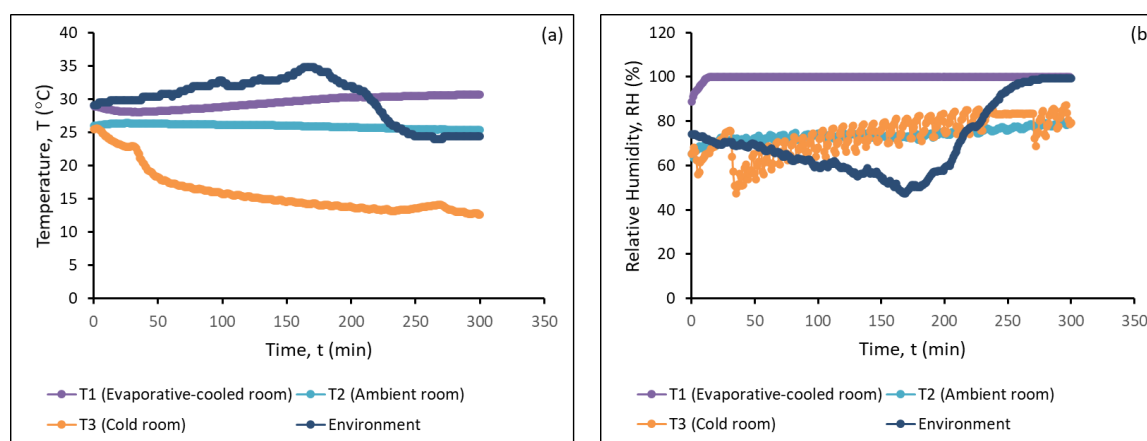 (a)
40
35
30
25
20
15
10
5
0
Temperature, T (°C)
0 50 100 150 200 250 300 350
Time, t (min)
T1 (Evaporative-cooled room) T2 (Ambient room)
T3 (Cold room) Environment
(b)
120
100
80
60
40
20
0
Relative Humidity, RH (%)
0 50 100 150 200 250 300 350
Time, t (min)
T1 (Evaporative-cooled room) T2 (Ambient room)
T3 (Cold room) Environment